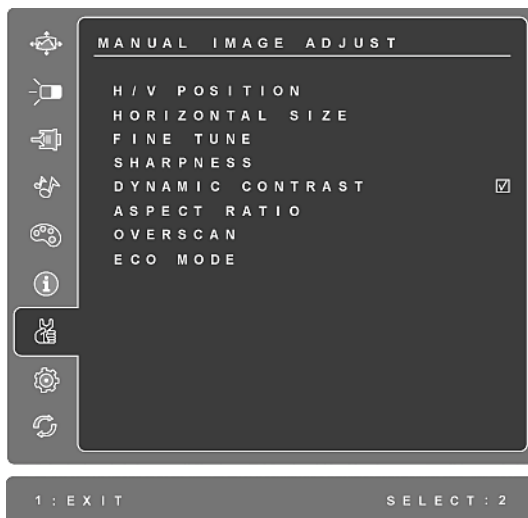 MANUAL IMAGE ADJUST
H/V POSITION
HORIZONTAL SIZE
FINE TUNE
SHARPNESS
DYNAMIC CONTRAST
ASPECT RATIO
OVERSCAN
ECO MODE
1:EXIT SELECT:2